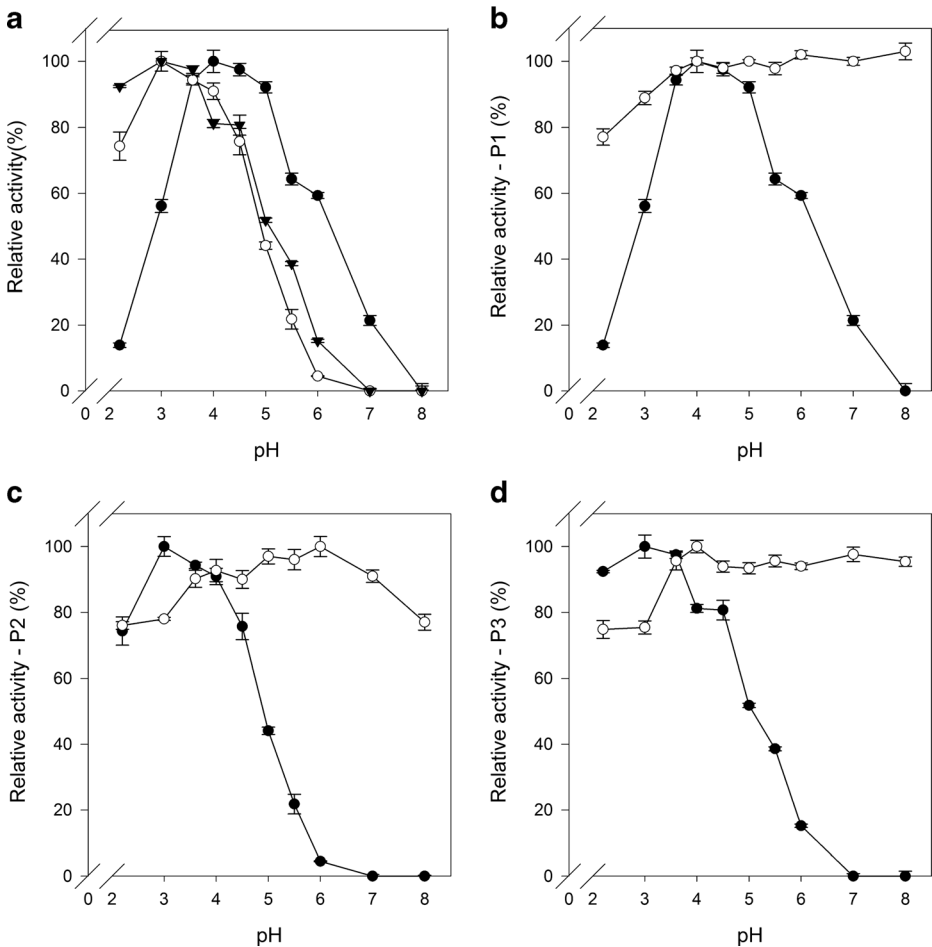 a
Relative activity(%)
100
80
60
40
20
0
0 2 3 4 5 6 7 8
pH
b
Relative activity - P1 (%)
100
80
60
40
20
0
0 2 3 4 5 6 7 8
pH
c
Relative activity - P2 (%)
100
80
60
40
20
0
0 2 3 4 5 6 7 8
pH
d
Relative activity - P3 (%)
100
80
60
40
20
0
0 2 3 4 5 6 7 8
pH